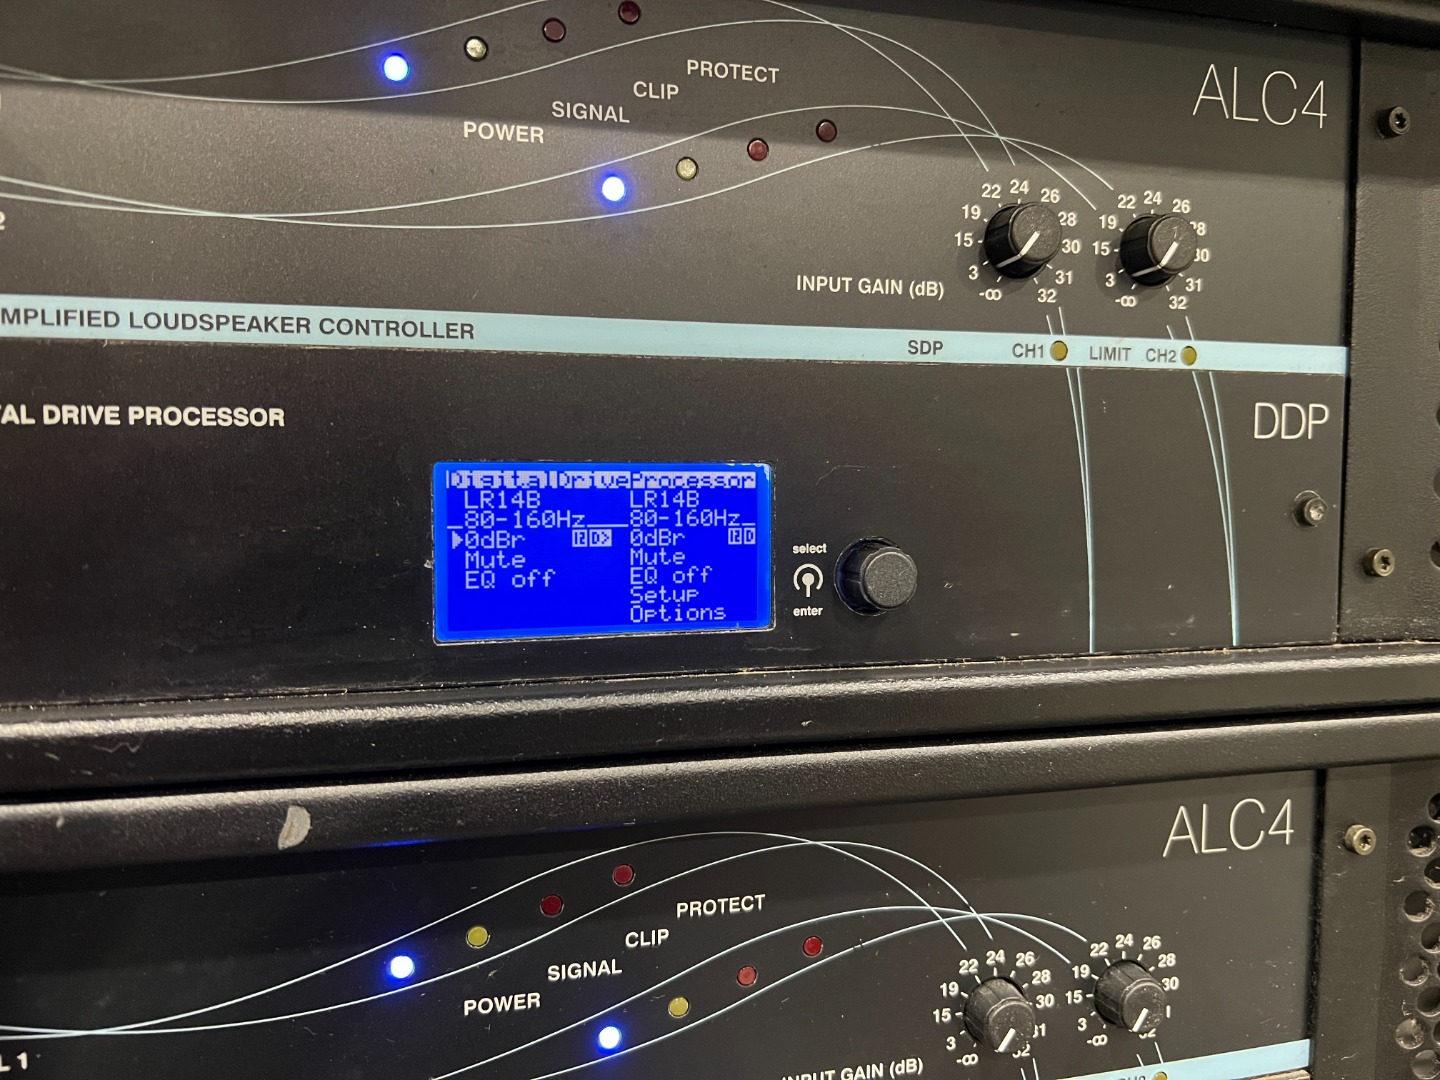 POWER
SIGNAL
CLIP
PROTECT
ALC4
22 24 26 28 30 31 32
19 15 3 -∞
22 24 26
19 15 3 -∞ 31 32
INPUT GAIN (dB)
MPLIFIED LOUDSPEAKER CONTROLLER
SDP
CH1 LIMIT CH2
TAL DRIVE PROCESSOR
DDP
DigitalDriveProcessor
LR14B LR14B
80-160Hz 80-160Hz
0dBr 0dBr
Mute Mute
EQ off EQ off
Setup
Options
select
enter
ALC4
POWER
SIGNAL
CLIP
PROTECT
22 24 26 28 30
19 15 3 -∞
22 24 26 28 30
19 15 3 -∞
L 1
INPUT GAIN (dB)